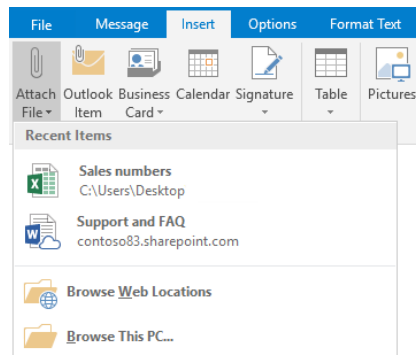 File Message Insert Options Format Text
Attach Outlook Business Calendar Signature Table Pictures
File Item Card
Recent Items
Sales numbers
C:\Users\Desktop
Support and FAQ
contoso83.sharepoint.com
Browse Web Locations
Browse This PC...